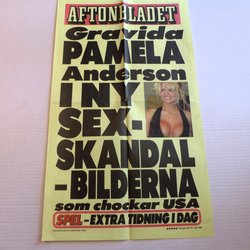 AFTONBLADET
Gravida
PAMELA
Anderson
I NY
SEX-
SKANDAL
-BILDERNA
som chockar USA
SPEL - EXTRA TIDNING I DAG